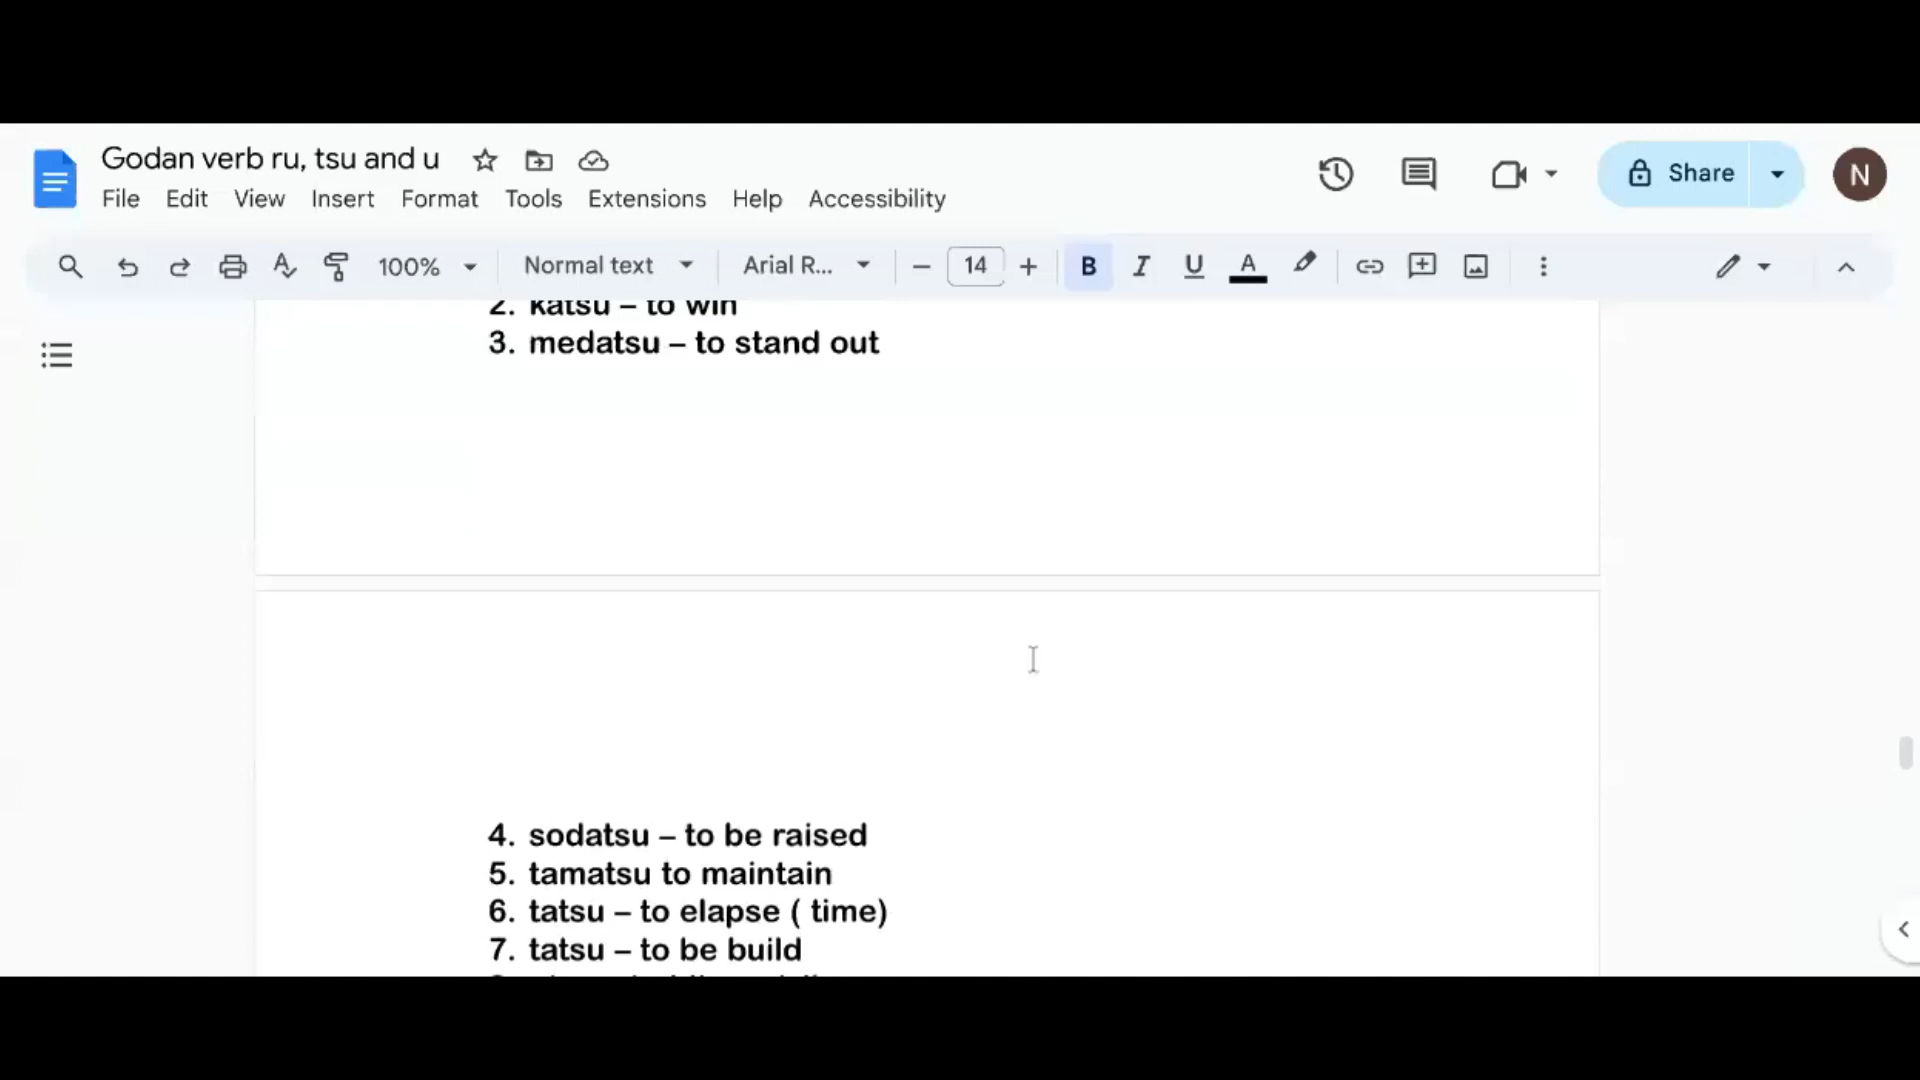 Godan verb ru, tsu and u
File Edit View Insert Format Tools Extensions Help Accessibility
Share
N
100% Normal text Arial R... 14 B I U A
2. katsu – to win
3. medatsu – to stand out
4. sodatsu – to be raised
5. tamatsu to maintain
6. tatsu – to elapse ( time)
7. tatsu – to be build